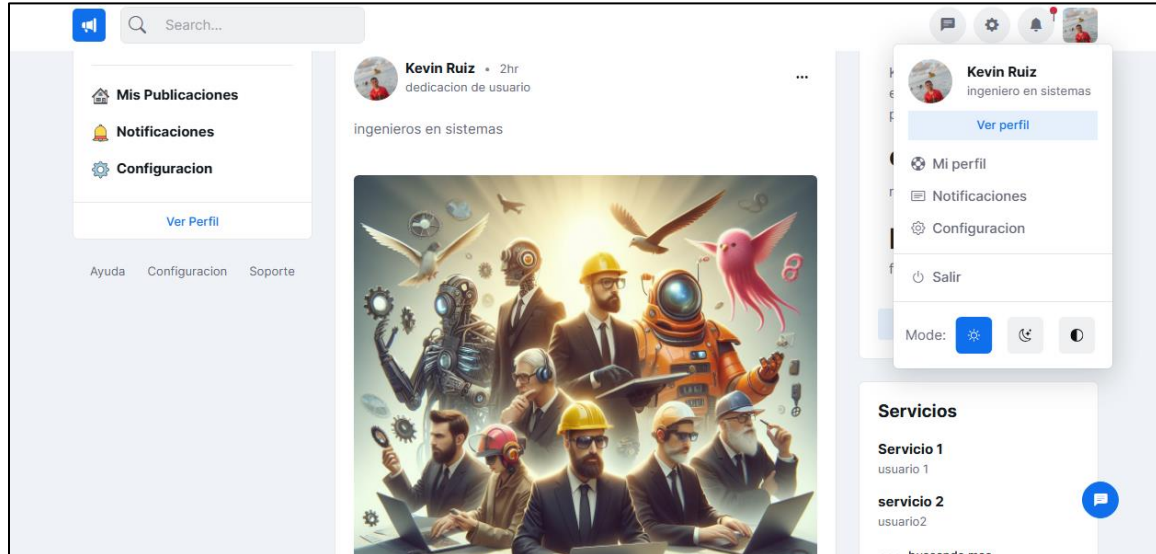 Search...
Mis Publicaciones
Notificaciones
Configuracion
Ver Perfil
Ayuda Configuracion Soporte
Kevin Ruiz • 2hr
dedicacion de usuario
...
ingenieros en sistemas
Kevin Ruiz
ingeniero en sistemas
Ver perfil
Mi perfil
Notificaciones
Configuracion
Salir
Mode:
Servicios
Servicio 1
usuario 1
servicio 2
usuario2